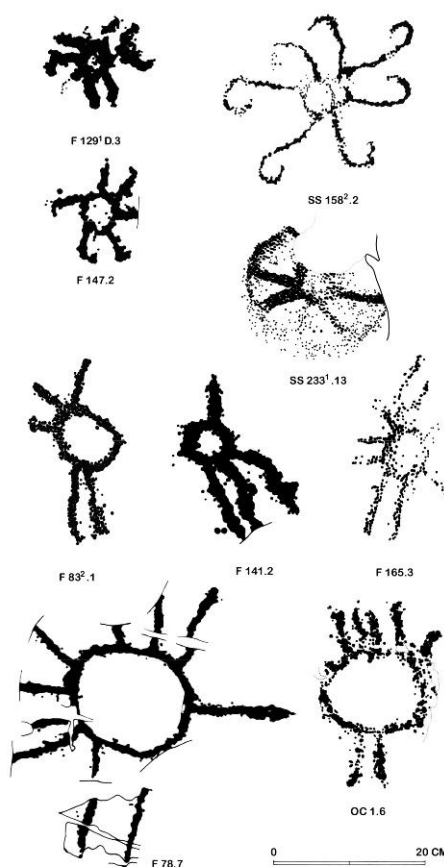 F 129¹ D.3
SS 158².2
F 147.2
SS 233¹.13
F 83².1
F 141.2
F 165.3
OC 1.6
F 78.7
0 20 CM